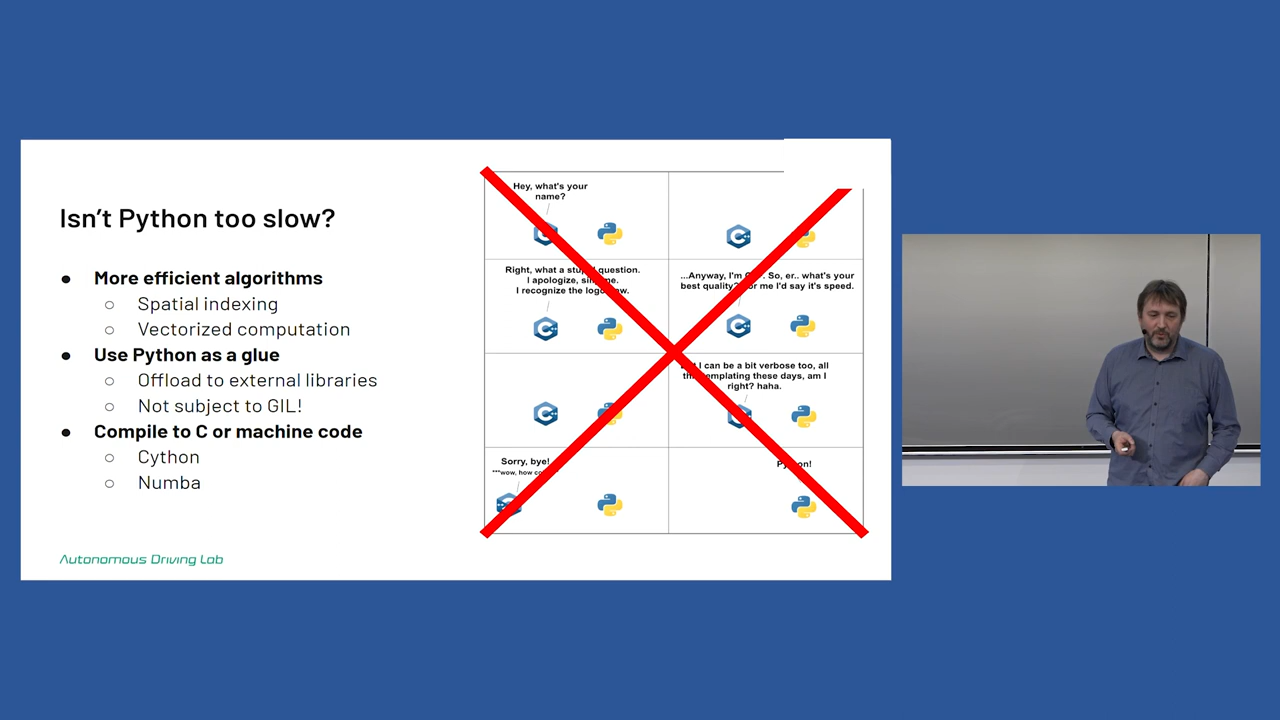 Isn't Python too slow?
● More efficient algorithms
○ Spatial indexing
○ Vectorized computation
● Use Python as a glue
○ Offload to external libraries
○ Not subject to GIL!
● Compile to C or machine code
○ Cython
○ Numba
Autonomous Driving Lab
Hey, what's your
name?
Right, what a question.
I apologize,
I recognize the
...Anyway, I'm So, er.. what's your
best quality? me I'd say it's speed.
I can be a bit verbose too, all
these days, am I
right? haha.
Sorry, bye!
***wow, how